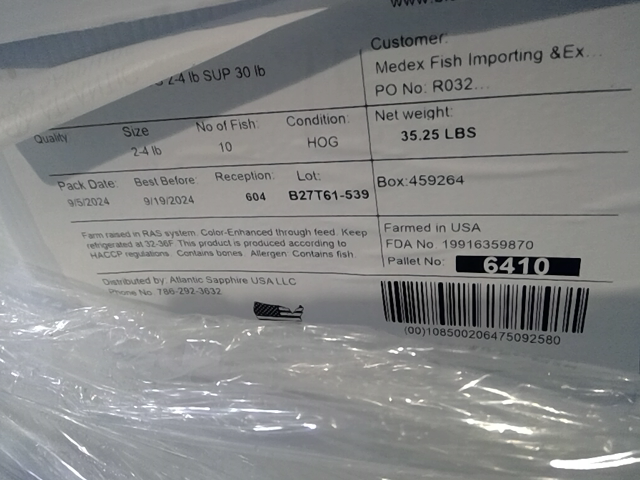 2-4 lb SUP 30 lb
Customer:
Medex Fish Importing &Ex...
PO No: R032...
Quality
Size
2-4 lb
No of Fish:
10
Condition:
HOG
Net weight:
35.25 LBS
Pack Date:
9/5/2024
Best Before:
9/19/2024
Reception:
604
Lot:
B27T61-539
Box:459264
Farm raised in RAS system. Color-Enhanced through feed. Keep
refrigerated at 32-36F. This product is produced according to
HACCP regulations. Contains bones. Allergen: Contains fish
Distributed by: Atlantic Sapphire USA LLC
Phone No: 786-292-3632
Farmed in USA
FDA No 19916359870
Pallet No: 6410
(00)108500206475092580